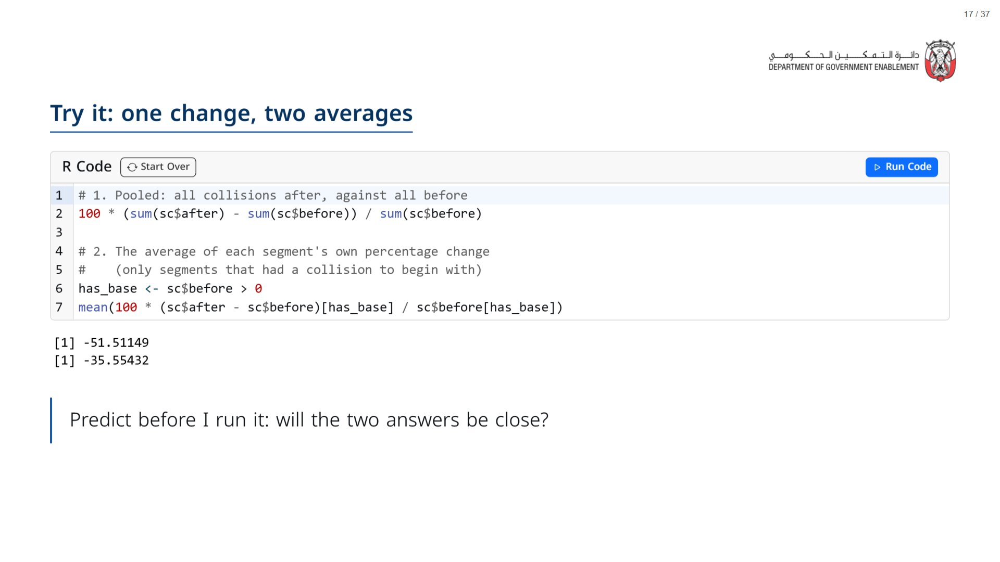 17 / 37
دائـــرة الـتـمـكـــــيـن الـحـكـــومـــي
DEPARTMENT OF GOVERNMENT ENABLEMENT
Try it: one change, two averages
R Code
Start Over
Run Code
1 # 1. Pooled: all collisions after, against all before
2 100 * (sum(sc$after) - sum(sc$before)) / sum(sc$before)
3
4 # 2. The average of each segment's own percentage change
5 #    (only segments that had a collision to begin with)
6 has_base <- sc$before > 0
7 mean(100 * (sc$after - sc$before)[has_base] / sc$before[has_base])
[1] -51.51149
[1] -35.55432
Predict before I run it: will the two answers be close?